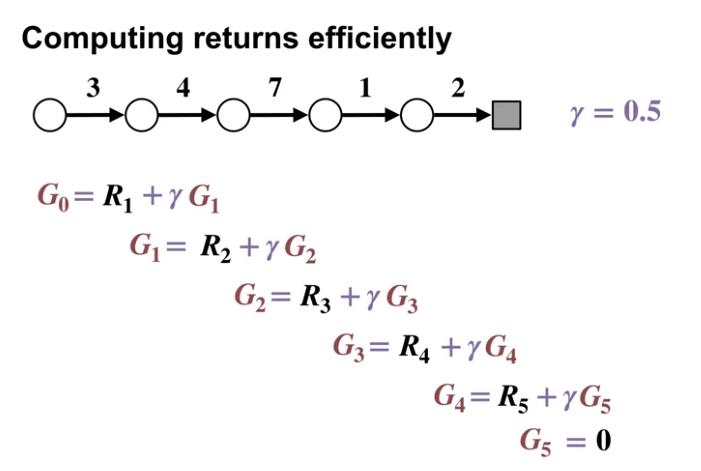 Computing returns efficiently
3 4 7 1 2
γ = 0.5
G₀ = R₁ + γ G₁
G₁ = R₂ + γ G₂
G₂ = R₃ + γ G₃
G₃ = R₄ + γ G₄
G₄ = R₅ + γ G₅
G₅ = 0